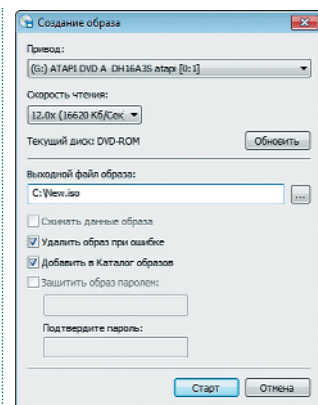 Создание образа
Привод:
(G:) ATAPI DVD A DH16A3S atapi [0:1]
Скорость чтения:
12.0x (16620 Кб/Сек)
Текущий диск: DVD-ROM
Обновить
Выходной файл образа:
C:\New.iso
...
Сжимать данные образа
Удалить образ при ошибке
Добавить в Каталог образов
Защитить образ паролем:
Подтвердите пароль:
Старт
Отмена